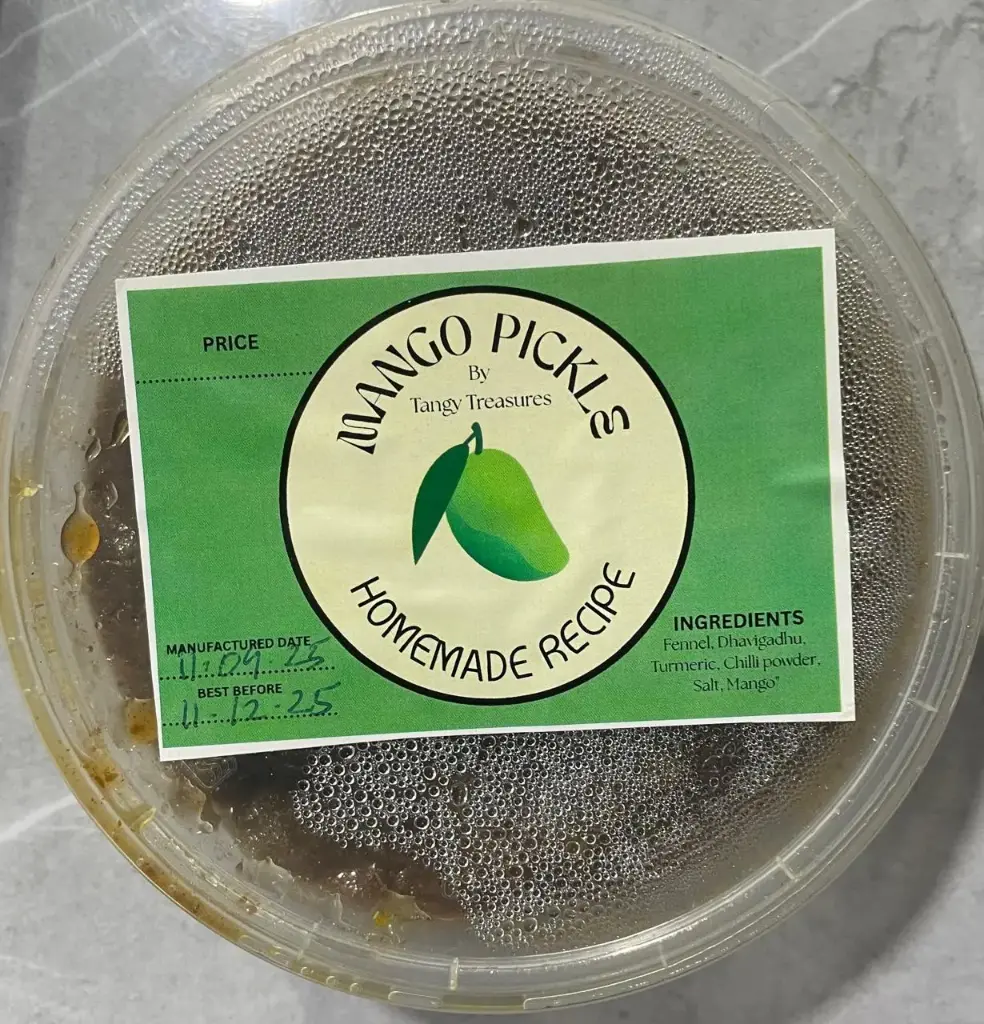 PRICE
MANGO PICKLE
By
Tangy Treasures
HOMEMADE RECIPE
MANUFACTURED DATE
11.09.25
BEST BEFORE
11-12-25
INGREDIENTS
Fennel, Dhavigadhu,
Turmeric, Chilli powder,
Salt, Mango"